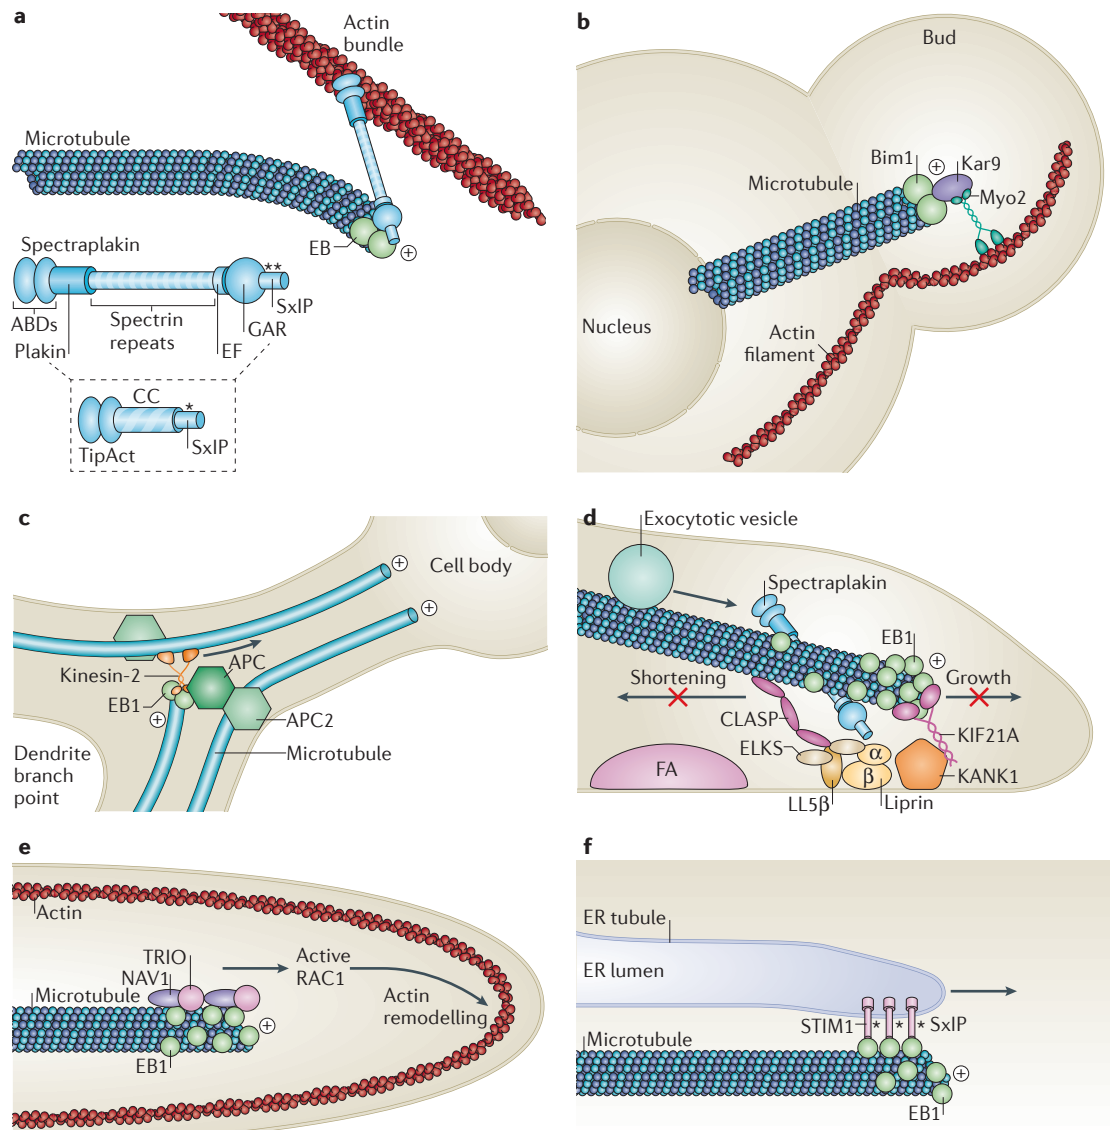 a
Actin
bundle
Microtubule
EB
+
Spectraplakin
**
SxIP
ABDs
Spectrin
repeats
GAR
Plakin
EF
CC
*
SxIP
TipAct
b
Bud
Bim1
+
Kar9
Microtubule
Myo2
Nucleus
Actin
filament
c
+
Cell body
+
APC
Kinesin-2
EB1
+
APC2
Dendrite
branch
point
Microtubule
d
Exocytotic vesicle
Spectraplakin
EB1
+
Shortening
Growth
CLASP
KIF21A
ELKS
α
FA
β
KANK1
LL5β
Liprin
e
Actin
TRIO
NAV1
Active
RAC1
Microtubule
Actin
remodelling
+
EB1
f
ER tubule
ER lumen
STIM1
* * *
SxIP
Microtubule
+
EB1